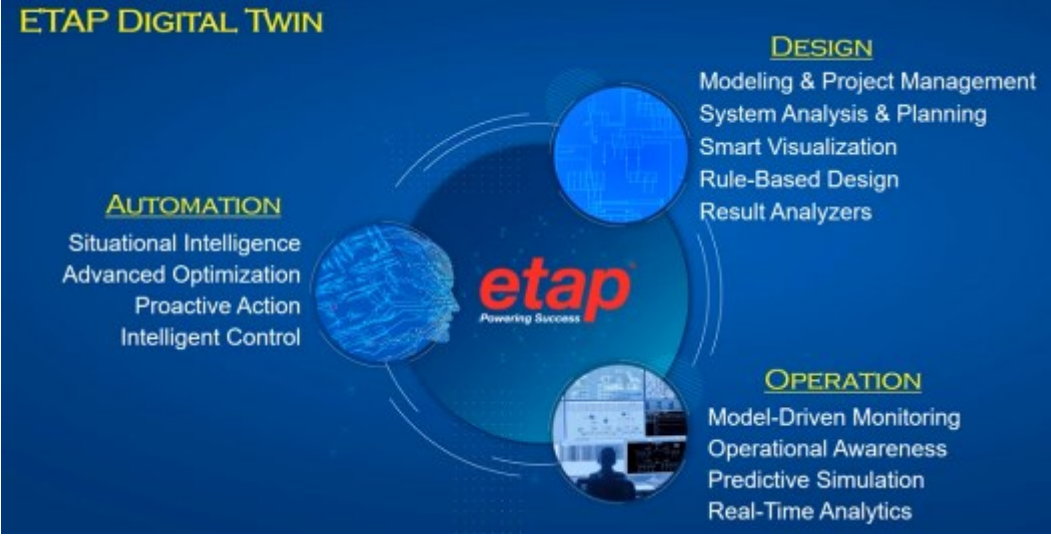 ETAP DIGITAL TWIN
DESIGN
Modeling & Project Management
System Analysis & Planning
Smart Visualization
Rule-Based Design
Result Analyzers
AUTOMATION
Situational Intelligence
Advanced Optimization
Proactive Action
Intelligent Control
etap
Powering Success
OPERATION
Model-Driven Monitoring
Operational Awareness
Predictive Simulation
Real-Time Analytics